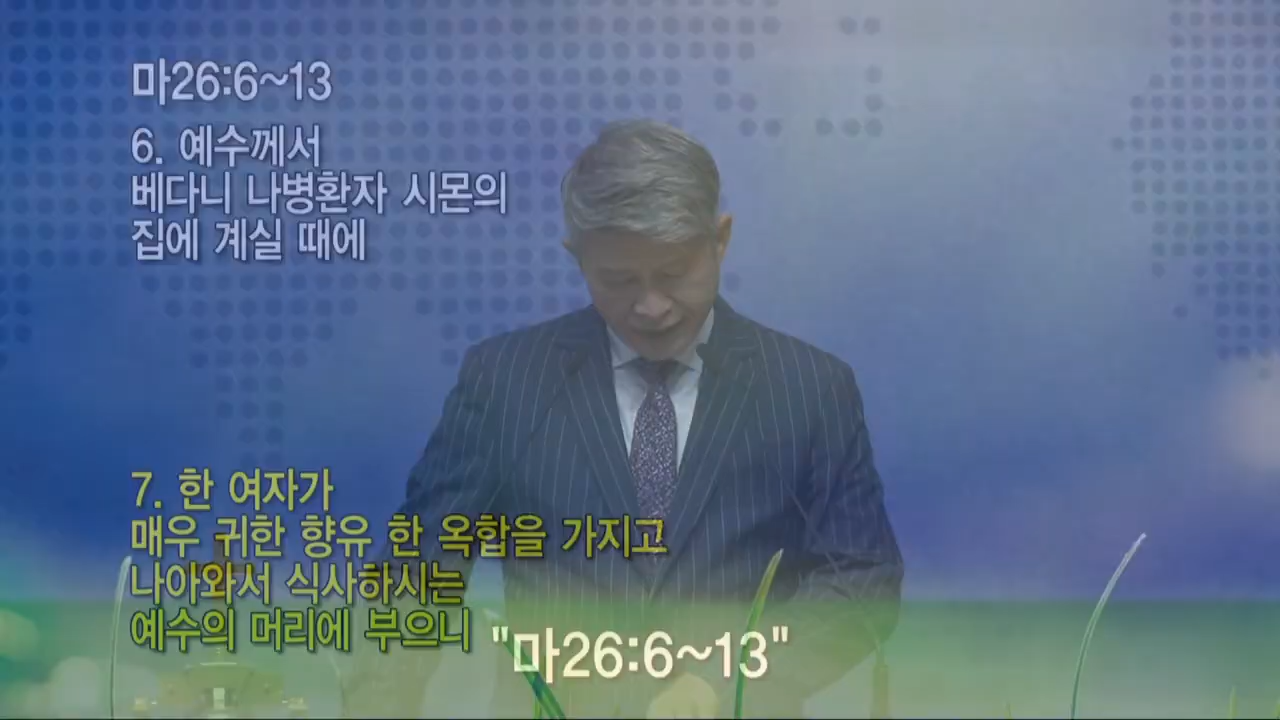 마26:6~13
6. 예수께서
베다니 나병환자 시몬의
집에 계실 때에
7. 한 여자가
매우 귀한 향유 한 옥합을 가지고
나아와서 식사하시는
예수의 머리에 부으니
"마26:6~13"